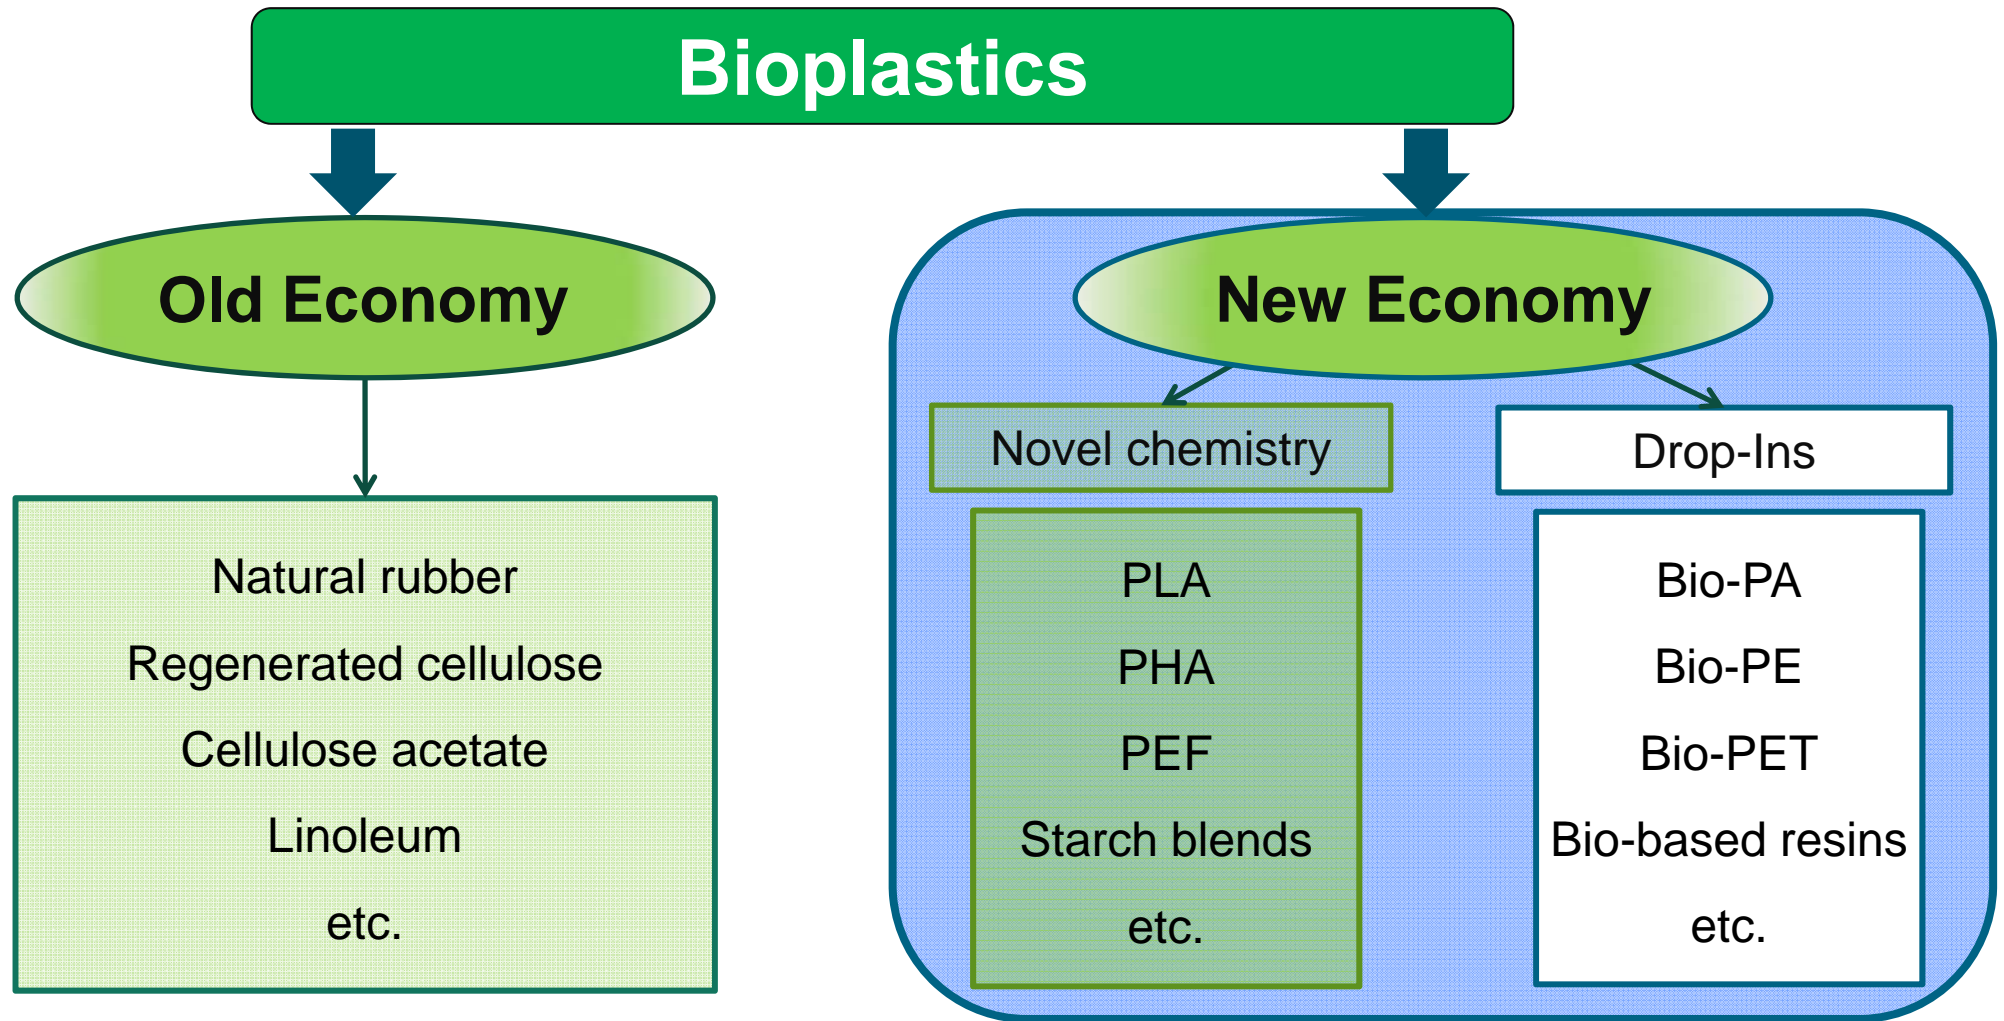 Bioplastics
Old Economy
Natural rubber
Regenerated cellulose
Cellulose acetate
Linoleum
etc.
New Economy
Novel chemistry
PLA
PHA
PEF
Starch blends
etc.
Drop-Ins
Bio-PA
Bio-PE
Bio-PET
Bio-based resins
etc.